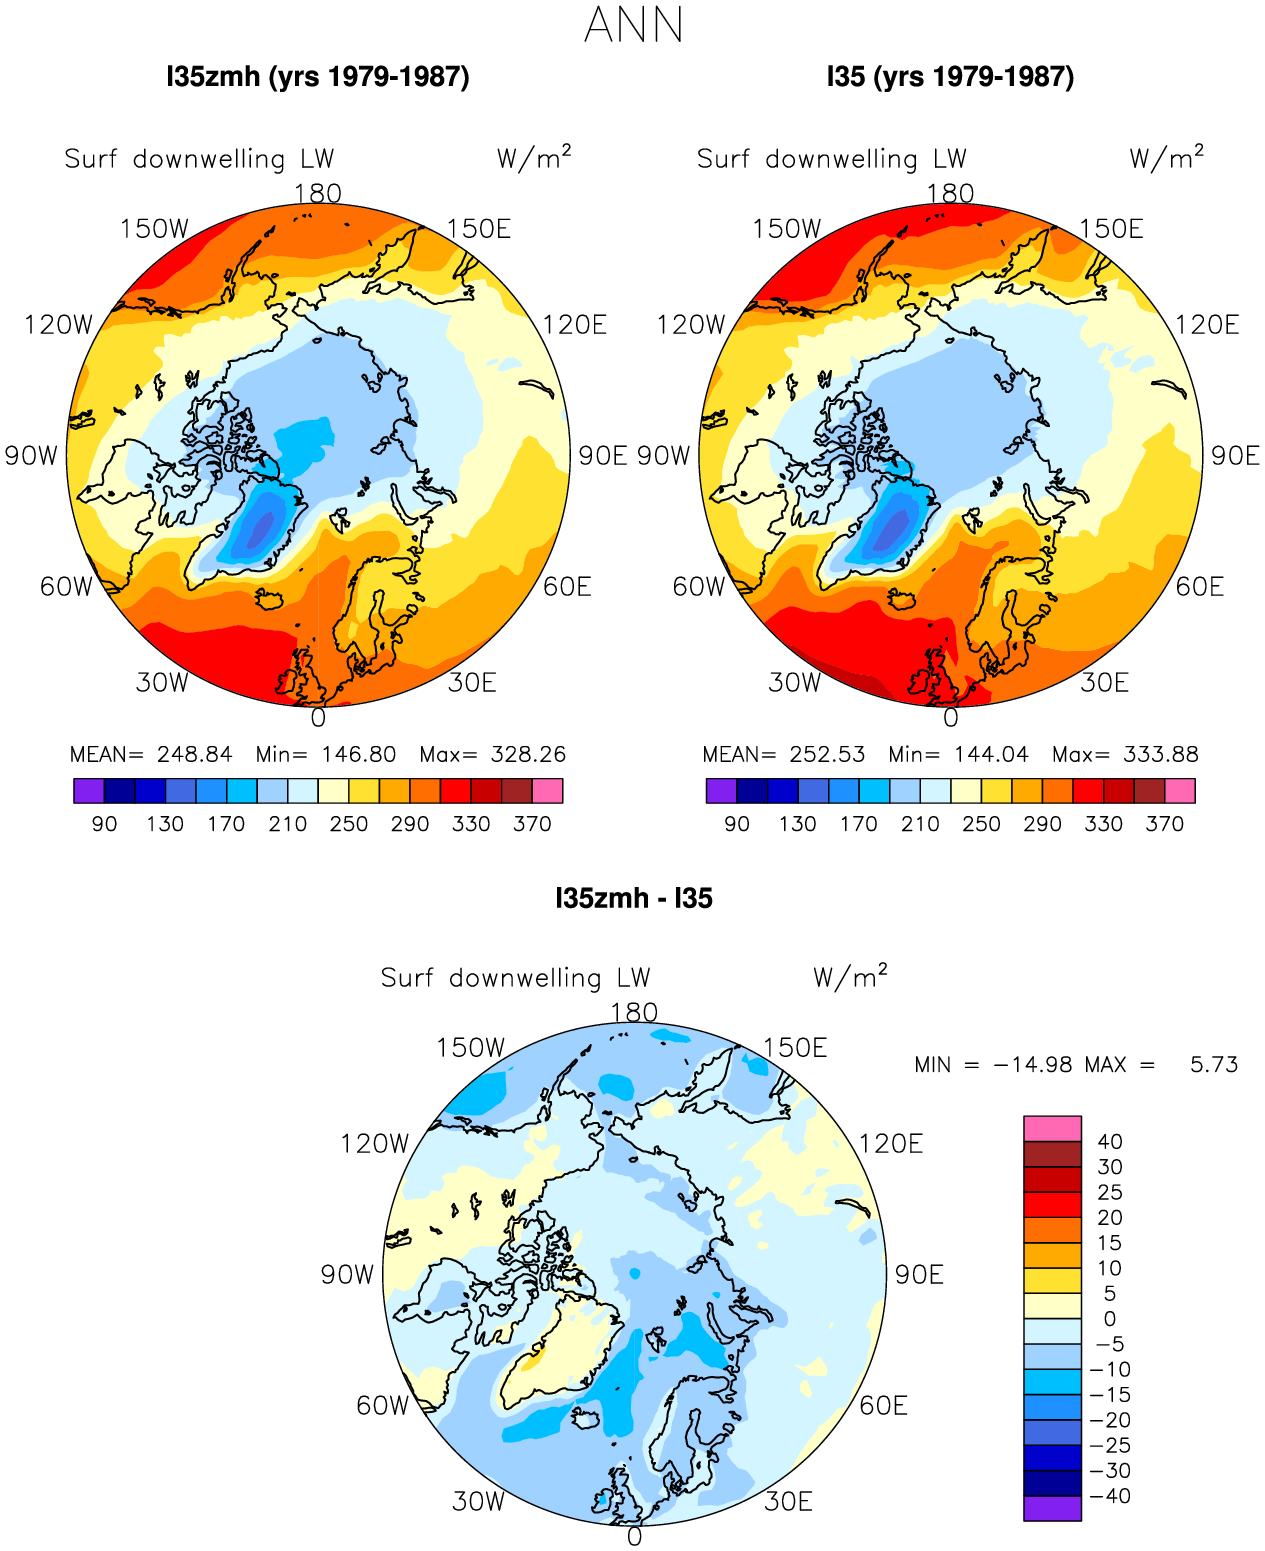 ANN
I35zmh (yrs 1979-1987)
I35 (yrs 1979-1987)
Surf downwelling LW W/m²
180
150W 150E
120W 120E
90W 90E
60W 60E
30W 30E
0
MEAN= 248.84 Min= 146.80 Max= 328.26
90 130 170 210 250 290 330 370
Surf downwelling LW W/m²
180
150W 150E
120W 120E
90W 90E
60W 60E
30W 30E
0
MEAN= 252.53 Min= 144.04 Max= 333.88
90 130 170 210 250 290 330 370
I35zmh - I35
Surf downwelling LW W/m²
180
150W 150E
120W 120E
90W 90E
60W 60E
30W 30E
0
MIN = −14.98 MAX = 5.73
40
30
25
20
15
10
5
0
−5
−10
−15
−20
−25
−30
−40